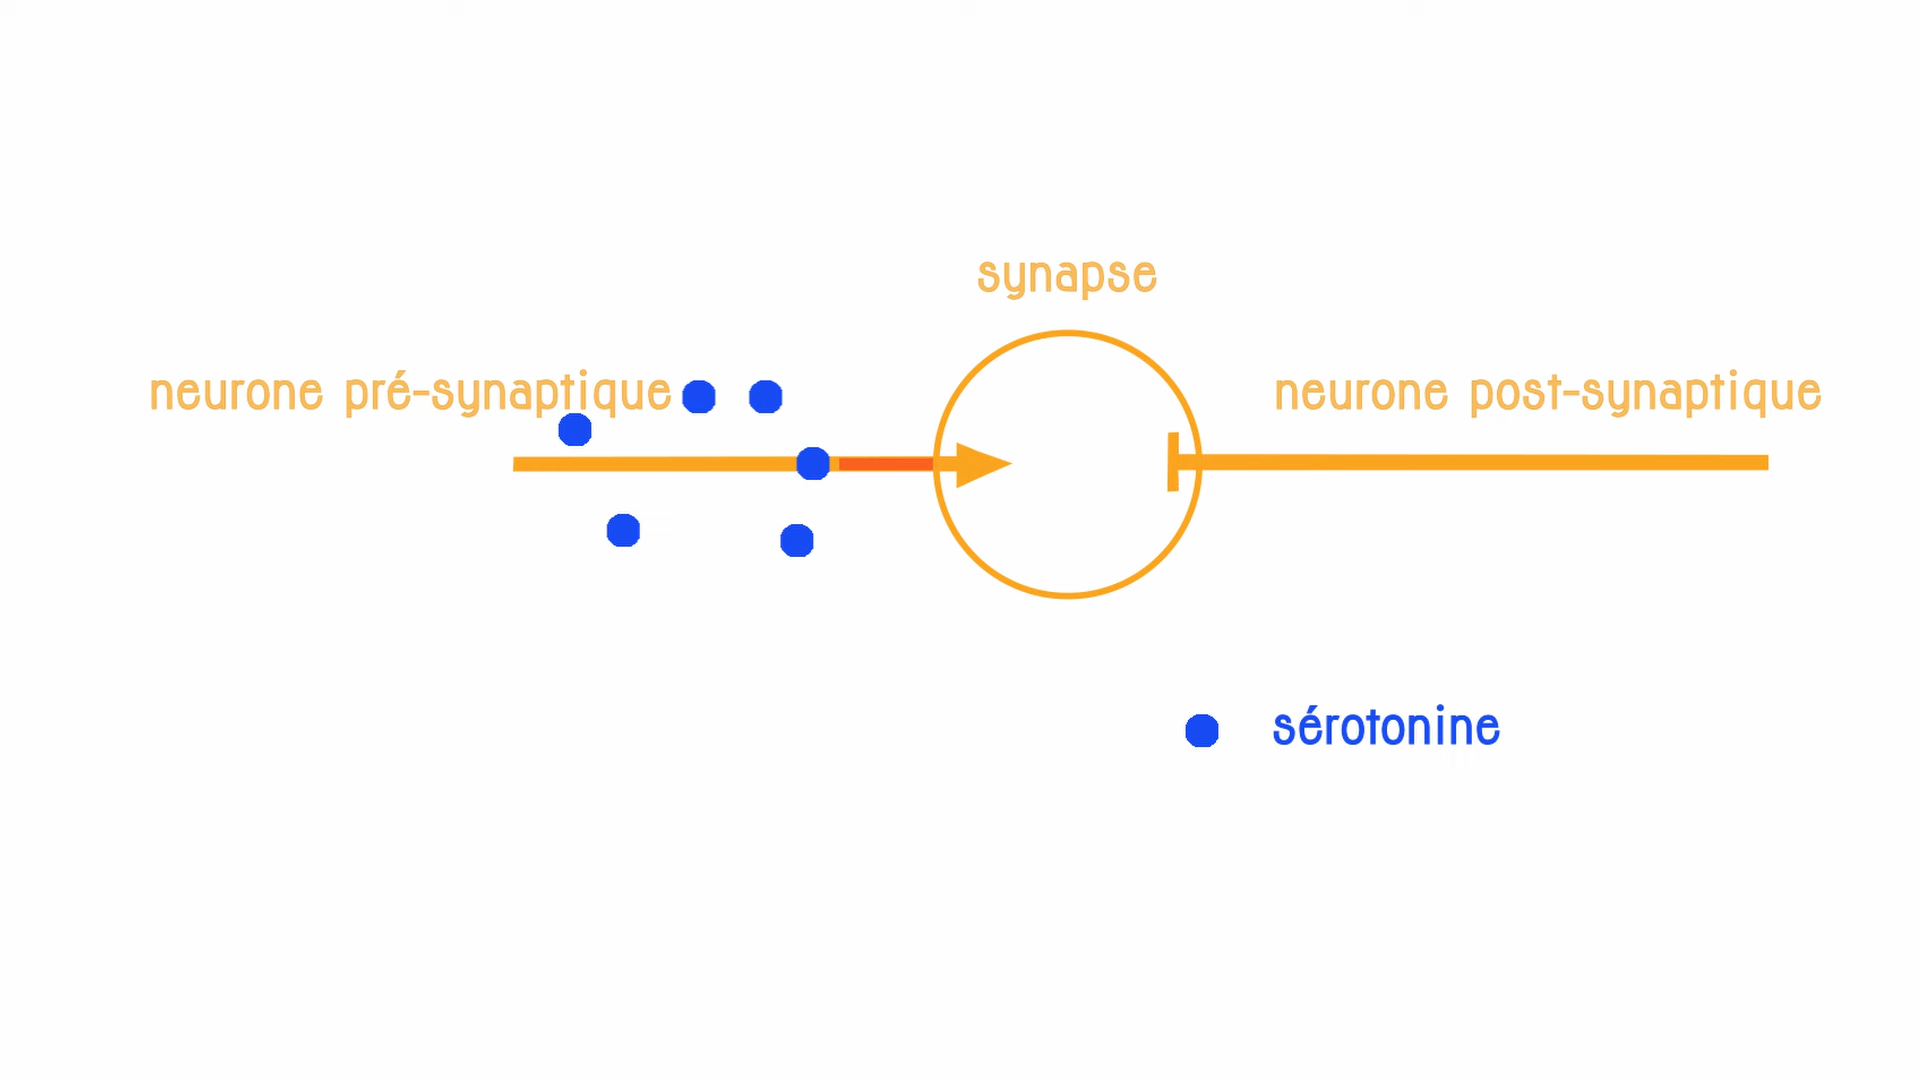 synapse
neurone pré-synaptique
neurone post-synaptique
sérotonine